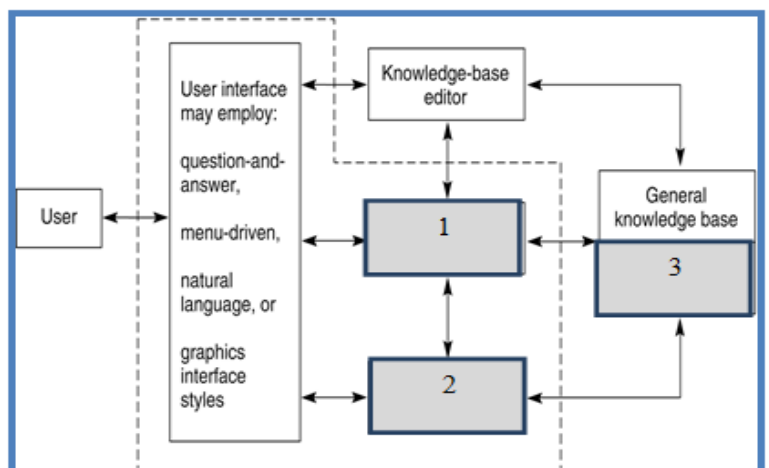 User
User interface
may employ:
question-and-
answer,
menu-driven,
natural
language, or
graphics
interface
styles
Knowledge-base
editor
1
2
General
knowledge base
3